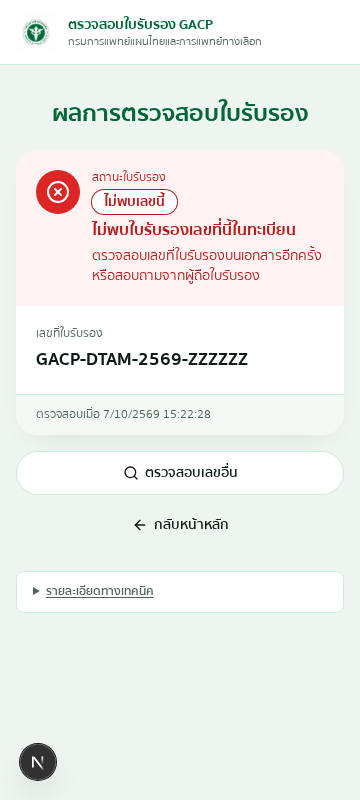 ตรวจสอบใบรับรอง GACP
กรมการแพทย์แผนไทยและการแพทย์ทางเลือก
ผลการตรวจสอบใบรับรอง
สถานะใบรับรอง
ไม่พบเลขนี้
ไม่พบใบรับรองเลขที่นี้ในทะเบียน
ตรวจสอบเลขที่ใบรับรองบนเอกสารอีกครั้ง
หรือสอบถามจากผู้ถือใบรับรอง
เลขที่ใบรับรอง
GACP-DTAM-2569-ZZZZZZ
ตรวจสอบเมื่อ 7/10/2569 15:22:28
ตรวจสอบเลขอื่น
กลับหน้าหลัก
รายละเอียดทางเทคนิค
N